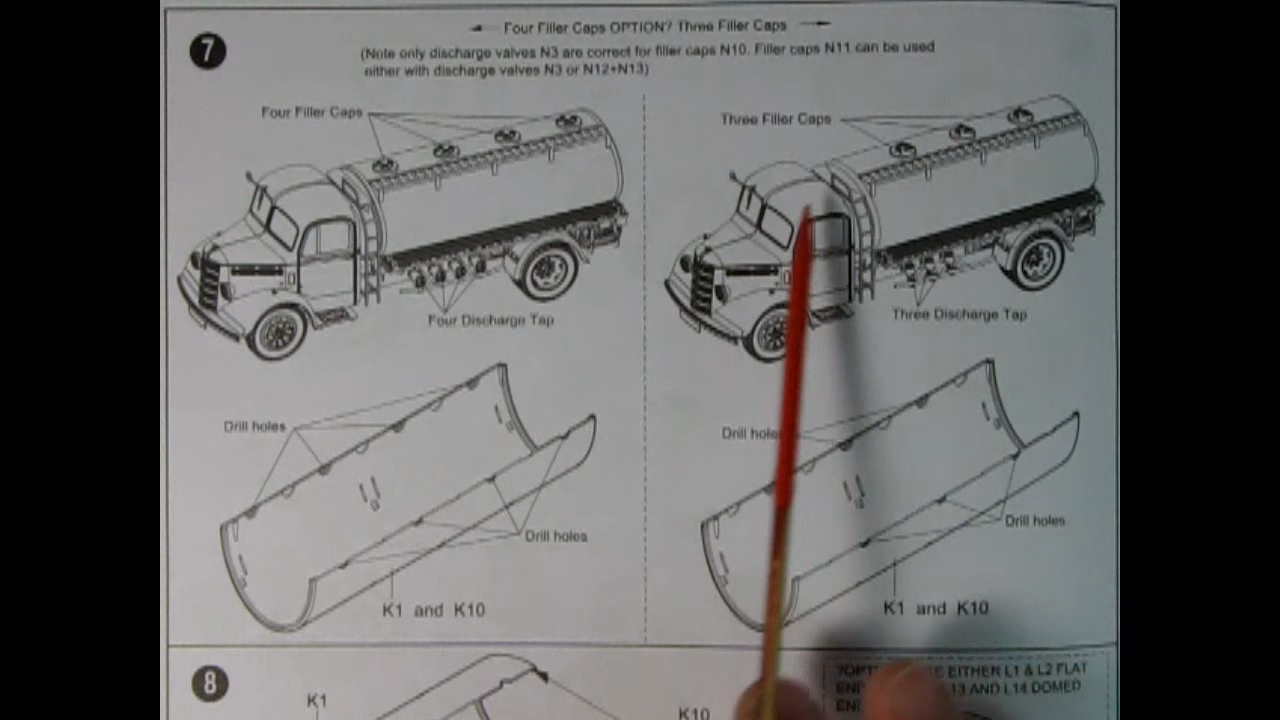 7
Four Filler Caps OPTION? Three Filler Caps
(Note only discharge valves N3 are correct for filler caps N10. Filler caps N11 can be used
either with discharge valves N3 or N12+N13)
Four Filler Caps
Three Filler Caps
Four Discharge Tap
Three Discharge Tap
Drill holes
Drill holes
Drill holes
Drill holes
K1 and K10
K1 and K10
8
K1
K10
EITHER L1 & L2 FLAT
AND L14 DOMED